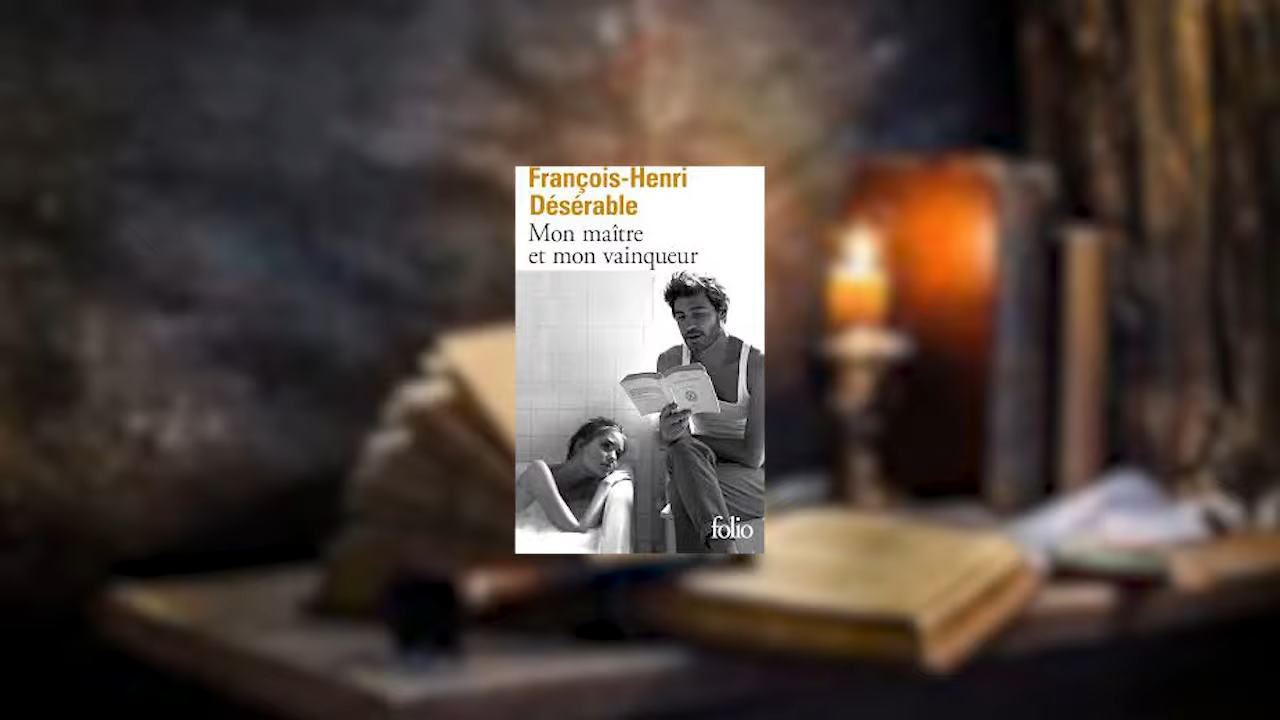 François-Henri
Désérable
Mon maître
et mon vainqueur
folio